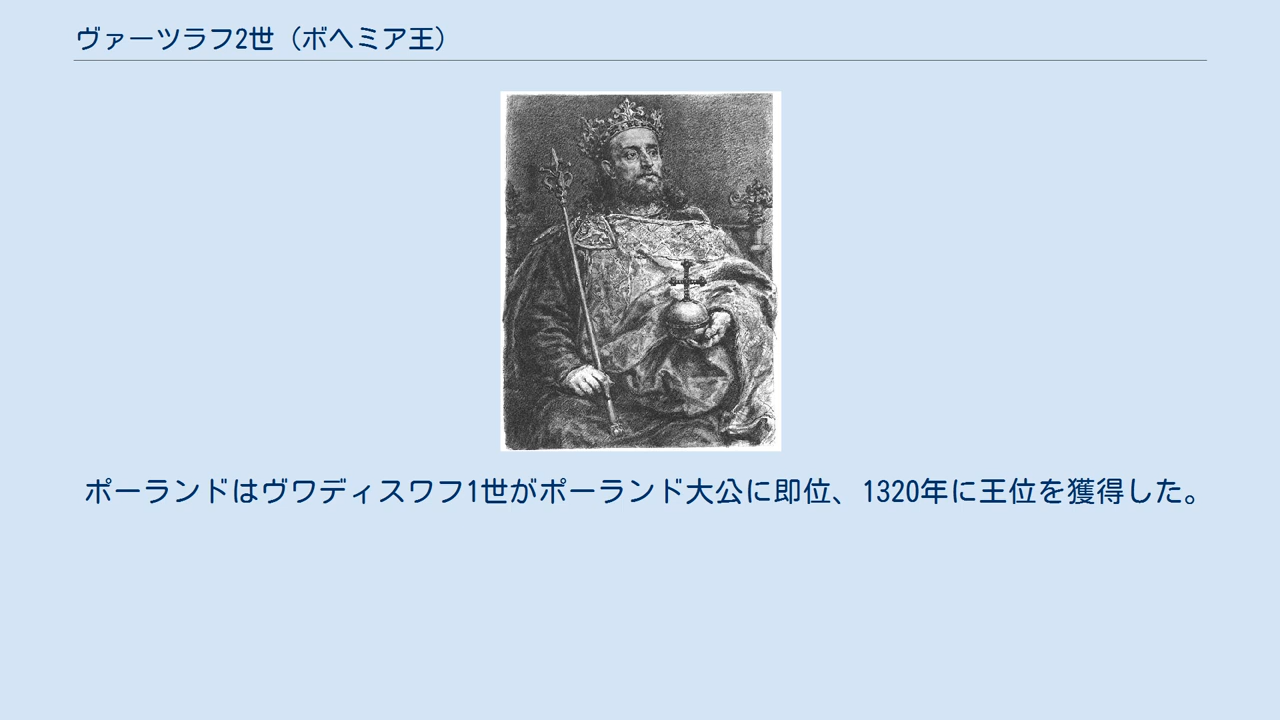 ヴァーツラフ2世（ボヘミア王）
ポーランドはヴワディスワフ1世がポーランド大公に即位、1320年に王位を獲得した。